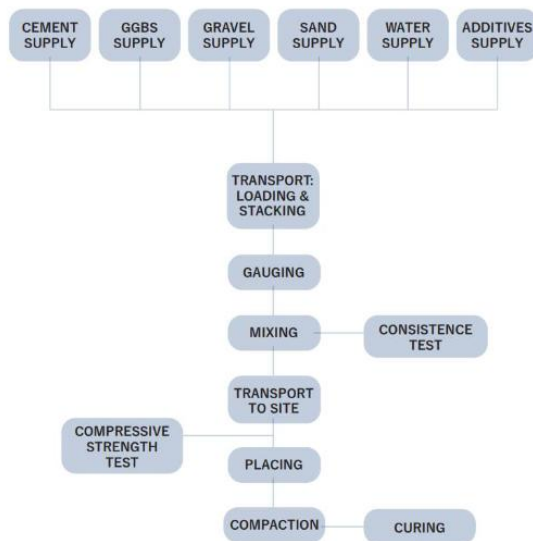 CEMENT
SUPPLY
GGBS
SUPPLY
GRAVEL
SUPPLY
SAND
SUPPLY
WATER
SUPPLY
ADDITIVES
SUPPLY
TRANSPORT:
LOADING &
STACKING
GAUGING
MIXING
CONSISTENCE
TEST
TRANSPORT
TO SITE
COMPRESSIVE
STRENGTH
TEST
PLACING
COMPACTION
CURING